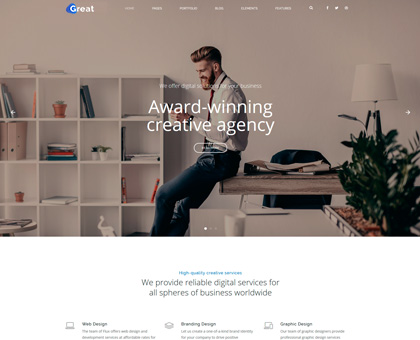 Great
HOME PAGES PORTFOLIO BLOG ELEMENTS FEATURES
We offer digital solutions for your business
Award-winning
creative agency
High-quality creative services
We provide reliable digital services for
all spheres of business worldwide
Web Design
The team of Four offers web design and
development services at affordable rates for
Branding Design
Let us create a one-of-a-kind brand identity
for your company to drive positive
Graphic Design
Our team of graphic designers provide
professional graphic design services